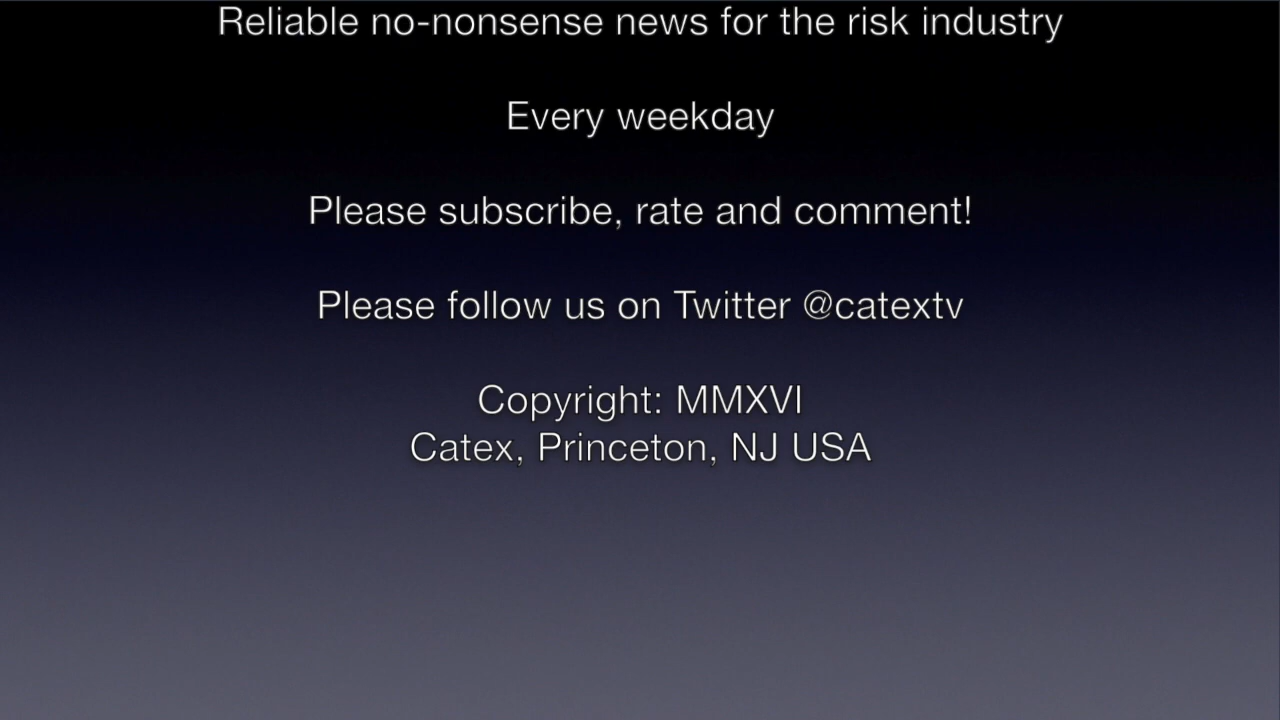 Reliable no-nonsense news for the risk industry
Every weekday
Please subscribe, rate and comment!
Please follow us on Twitter @catextv
Copyright: MMXVI
Catex, Princeton, NJ USA